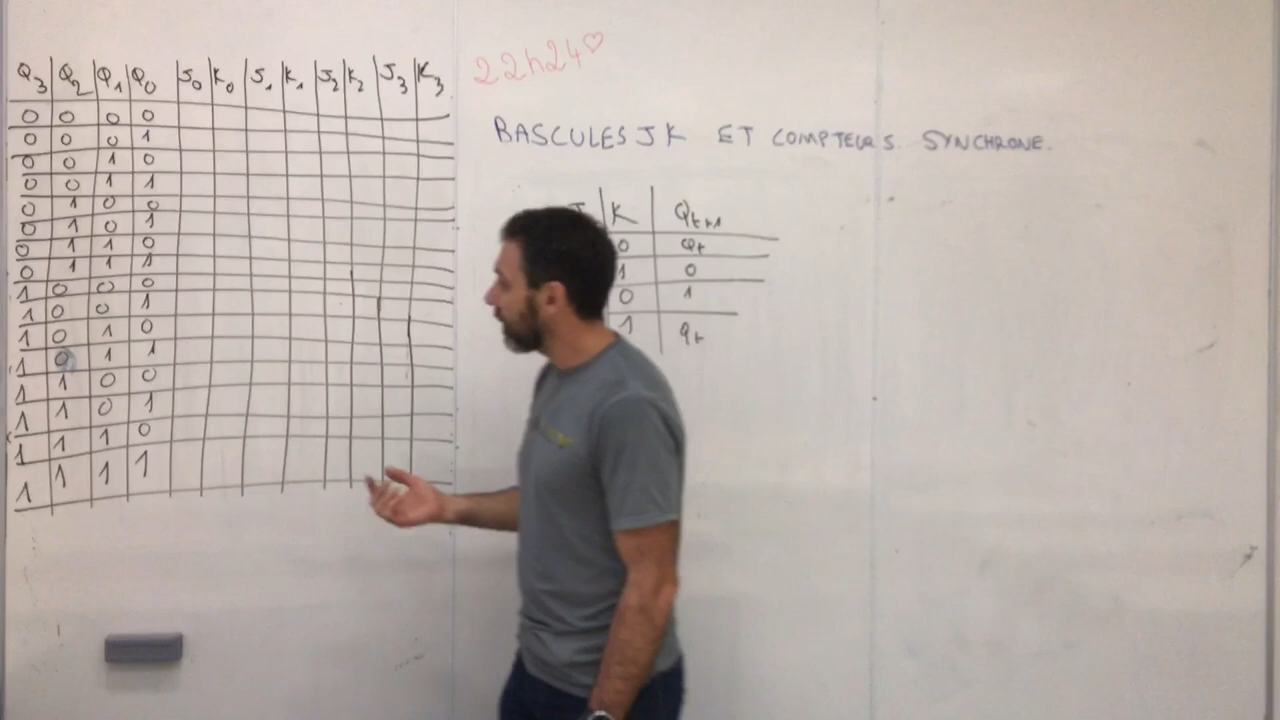 Q3 Q2 Q1 Q0 J0 K0 J1 K1 J2 K2 J3 K3
0 0 0 0
0 0 0 1
0 0 1 0
0 0 1 1
0 1 0 0
0 1 0 1
0 1 1 0
0 1 1 1
1 0 0 0
1 0 0 1
1 0 1 0
1 0 1 1
1 1 0 0
1 1 0 1
1 1 1 0
1 1 1 1
22h24♡
BASCULES JK ET COMPTEURS SYNCHRONE.
J K Qt+1
0 Qt
1 0
0 1
1 qt